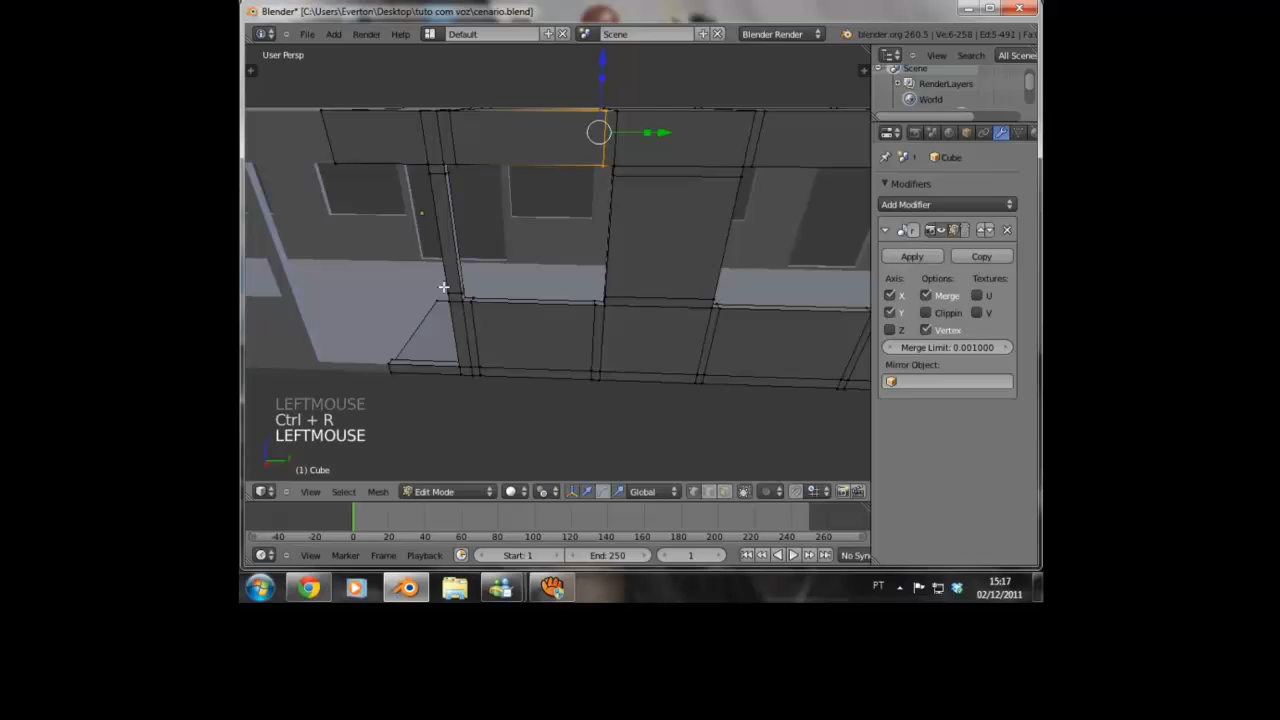 Blender* [C:\Users\Everton\Desktop\tuto com voz\cenario.blend]
File Add Render Help Default Scene Blender Render blender.org 260.5 | Ve:6-258 | Ed:5-491 | Fa:
User Persp
View Search All Scene
Scene
RenderLayers
World
Cube
Modifiers
Add Modifier
Apply Copy
Axis: Options: Textures:
X Merge U
Y Clippin V
Z Vertex
Merge Limit: 0.001000
Mirror Object:
LEFTMOUSE
Ctrl + R
LEFTMOUSE
(1) Cube
View Select Mesh Edit Mode Global
-40 -20 0 20 40 60 80 100 120 140 160 180 200 220 240 260
View Marker Frame Playback Start: 1 End: 250 1 No Syn
PT 15:17
02/12/2011